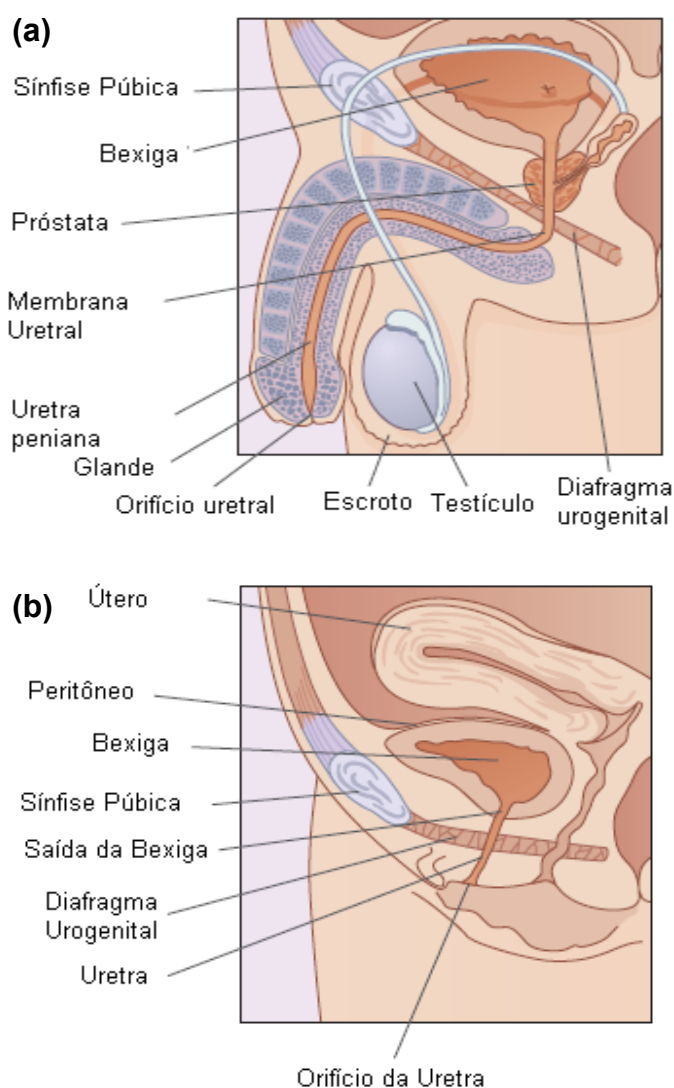 (a)
Sínfise Púbica
Bexiga
Próstata
Membrana
Uretral
Uretra
peniana
Glande
Orifício uretral
Escroto
Testículo
Diafragma
urogenital
(b)
Útero
Peritôneo
Bexiga
Sínfise Púbica
Saída da Bexiga
Diafragma
Urogenital
Uretra
Orifício da Uretra